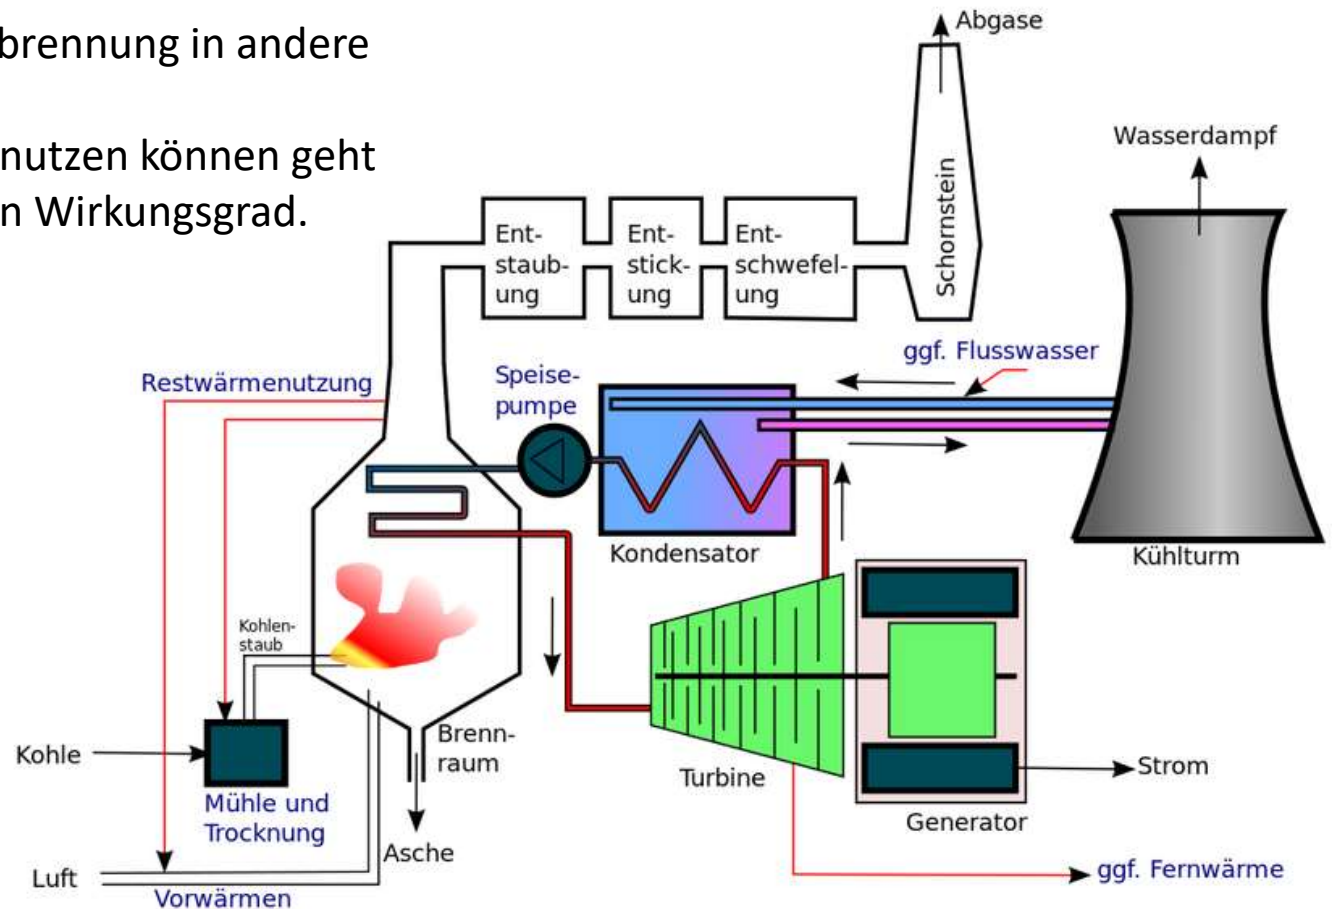 brennung in andere
nutzen können geht
n Wirkungsgrad.
Abgase
Wasserdampf
Ent-
staub-
ung
Ent-
stick-
ung
Ent-
schwefel-
ung
Schornstein
ggf. Flusswasser
Restwärmenutzung
Speise-
pumpe
Kondensator
Kühlturm
Kohlen-
staub
Brenn-
raum
Kohle
Mühle und
Trocknung
Turbine
Strom
Generator
Asche
Luft
Vorwärmen
ggf. Fernwärme